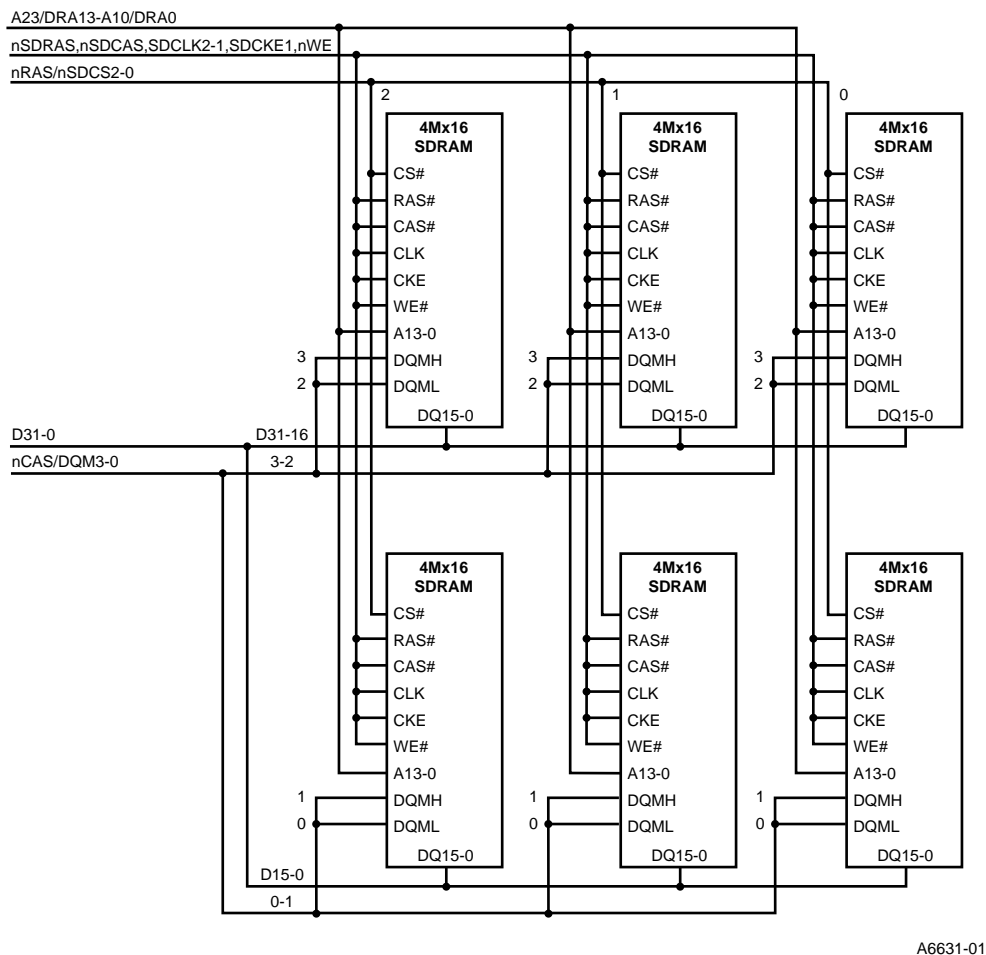 A23/DRA13-A10/DRA0
nSDRAS,nSDCAS,SDCLK2-1,SDCKE1,nWE
nRAS/nSDCS2-0
2
1
0
4Mx16
SDRAM
CS#
RAS#
CAS#
CLK
CKE
WE#
A13-0
3
DQMH
2
DQML
DQ15-0
4Mx16
SDRAM
CS#
RAS#
CAS#
CLK
CKE
WE#
A13-0
3
DQMH
2
DQML
DQ15-0
4Mx16
SDRAM
CS#
RAS#
CAS#
CLK
CKE
WE#
A13-0
3
DQMH
2
DQML
DQ15-0
D31-0
D31-16
nCAS/DQM3-0
3-2
4Mx16
SDRAM
CS#
RAS#
CAS#
CLK
CKE
WE#
A13-0
1
DQMH
0
DQML
DQ15-0
4Mx16
SDRAM
CS#
RAS#
CAS#
CLK
CKE
WE#
A13-0
1
DQMH
0
DQML
DQ15-0
4Mx16
SDRAM
CS#
RAS#
CAS#
CLK
CKE
WE#
A13-0
1
DQMH
0
DQML
DQ15-0
D15-0
0-1
A6631-01